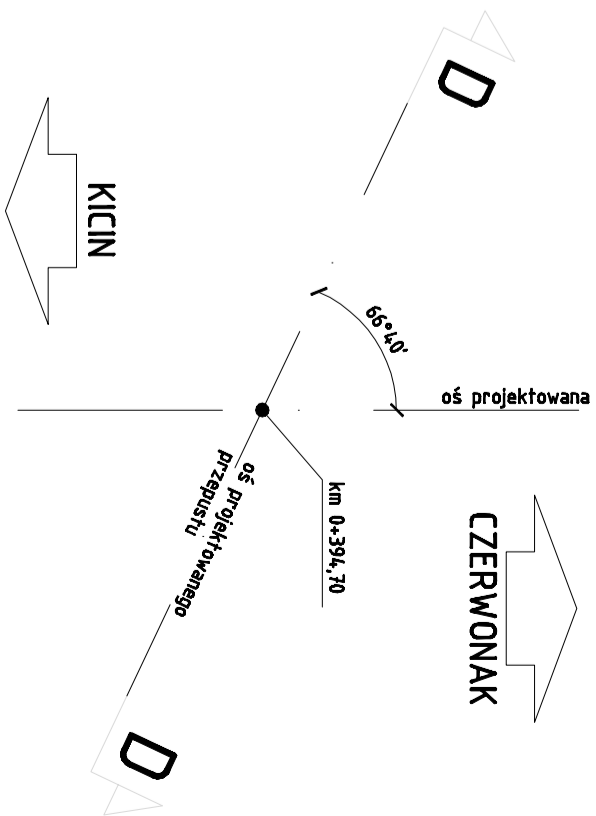 D
KICIN
66°40'
oś projektowana
km 0+394,70
oś projektowanego
przepustu
CZERWONAK
D